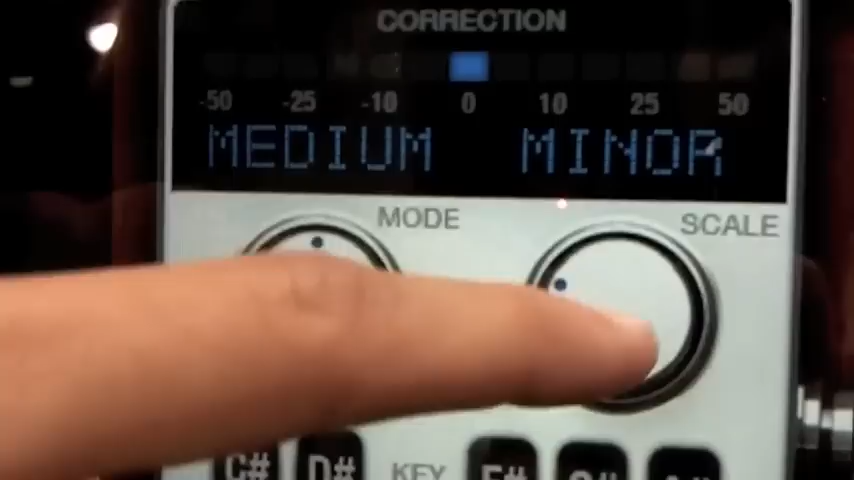 CORRECTION
-50 -25 -10 0 10 25 50
MEDIUM MINOR
MODE SCALE
C# D# KEY F# G# A#